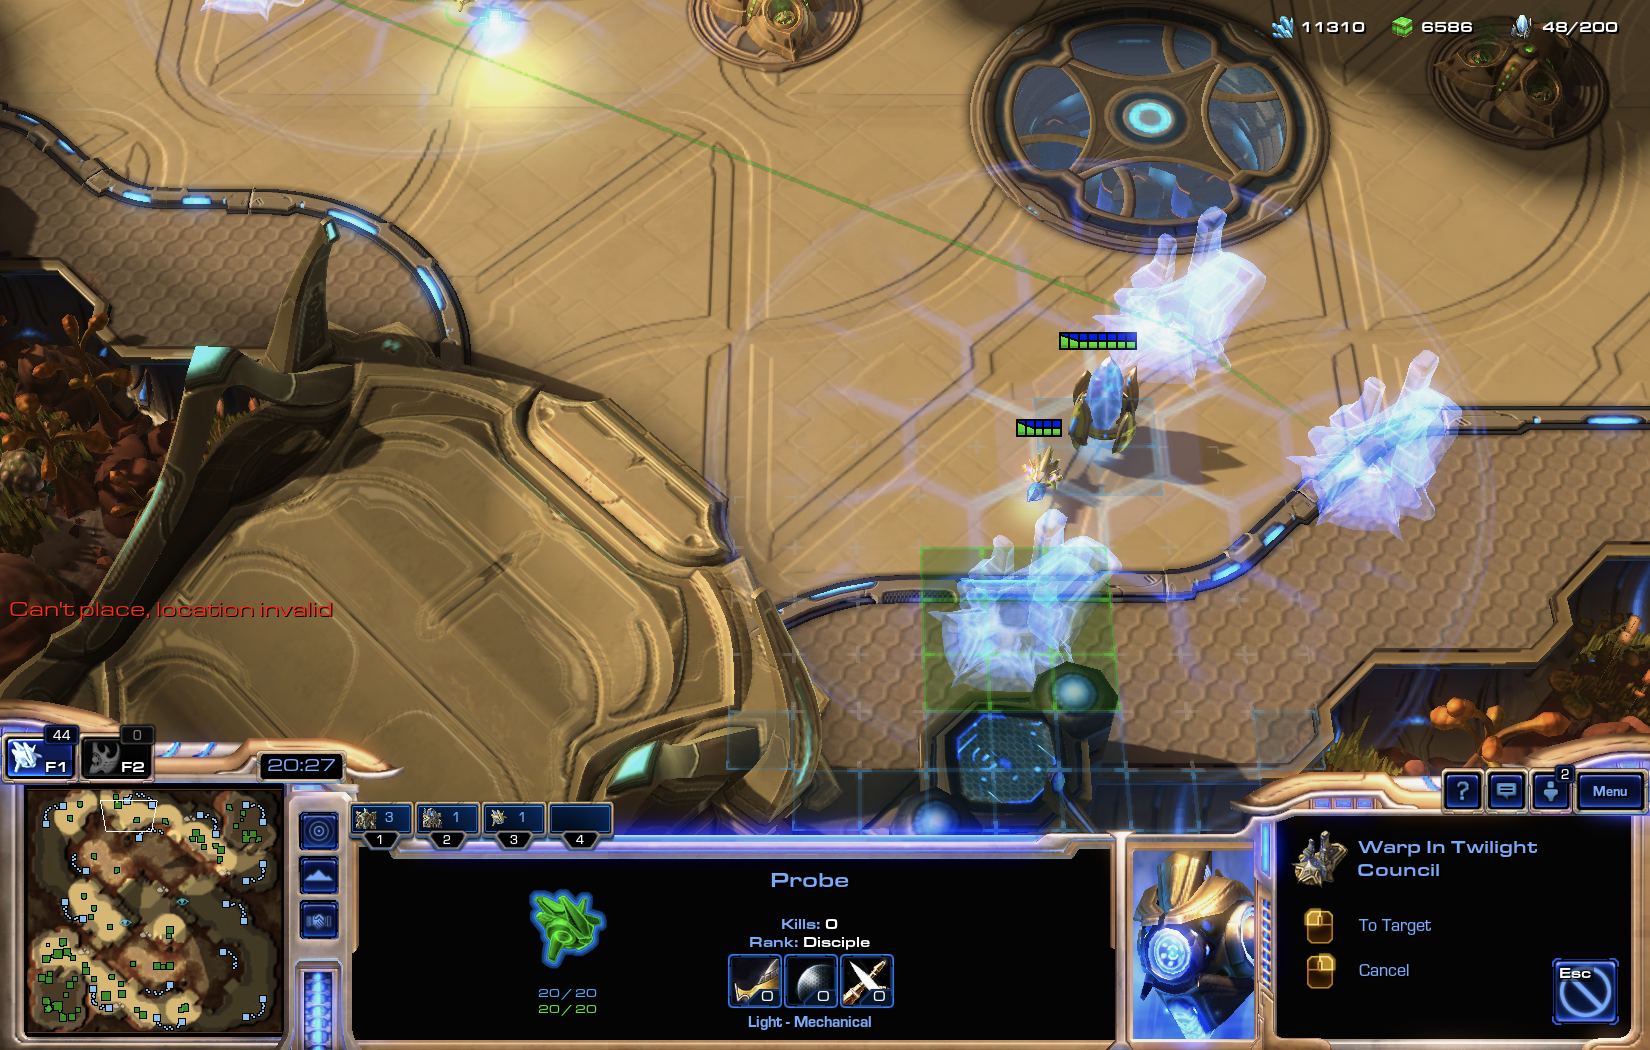 11310 6586 48/200
Can't place, location invalid
44 0
F1 F2
20:27
2
? Menu
3 1 1
1 2 3 4
Probe
Kills: 0
Rank: Disciple
0 0 0
20/20
20/20
Light - Mechanical
Warp In Twilight
Council
To Target
Cancel
Esc